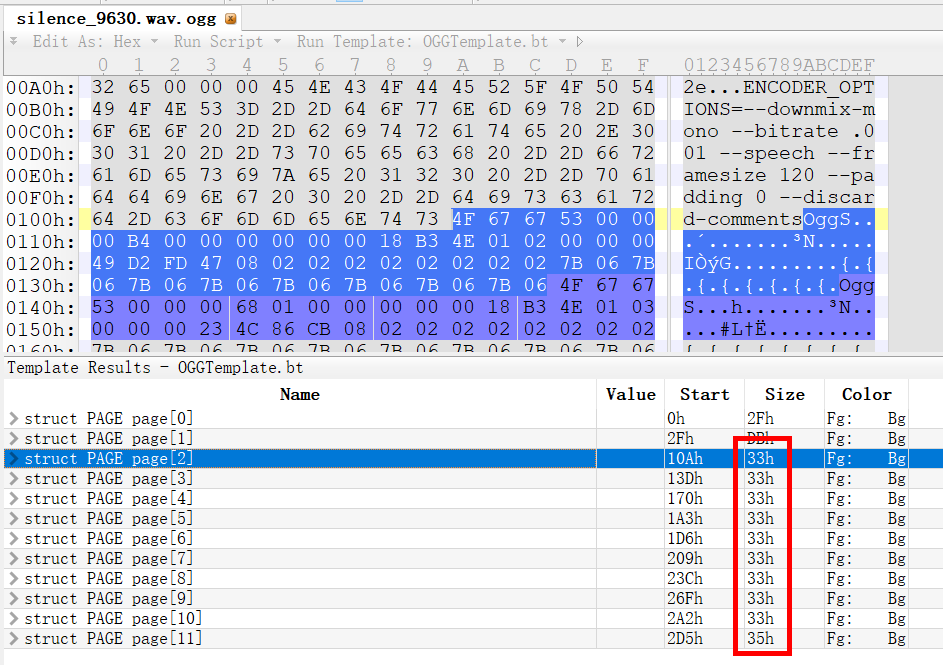 silence_9630.wav.ogg
Edit As: Hex Run Script Run Template: OGGTemplate.bt
0 1 2 3 4 5 6 7 8 9 A B C D E F 0123456789ABCDEF
00A0h: 32 65 00 00 00 45 4E 43 4F 44 45 52 5F 4F 50 54 2e...ENCODER_OPT
00B0h: 49 4F 4E 53 3D 2D 2D 64 6F 77 6E 6D 69 78 2D 6D IONS=--downmix-m
00C0h: 6F 6E 6F 20 2D 2D 62 69 74 72 61 74 65 20 2E 30 ono --bitrate .0
00D0h: 30 31 20 2D 2D 73 70 65 65 63 68 20 2D 2D 66 72 01 --speech --fr
00E0h: 61 6D 65 73 69 7A 65 20 31 32 30 20 2D 2D 70 61 amesize 120 --pa
00F0h: 64 64 69 6E 67 20 30 20 2D 2D 64 69 73 63 61 72 dding 0 --discar
0100h: 64 2D 63 6F 6D 6D 65 6E 74 73 4F 67 67 53 00 00 d-commentsOggS..
0110h: 00 B4 00 00 00 00 00 00 18 B3 4E 01 02 00 00 00 .´.......³N.....
0120h: 49 D2 FD 47 08 02 02 02 02 02 02 02 02 7B 06 7B IÒýG.........{.{
0130h: 06 7B 06 7B 06 7B 06 7B 06 7B 06 7B 06 4F 67 67 .{.{.{.{.{.{.Ogg
0140h: 53 00 00 00 68 01 00 00 00 00 00 18 B3 4E 01 03 S...h.......³N..
0150h: 00 00 00 23 4C 86 CB 08 02 02 02 02 02 02 02 02 ...#L†Ë.........
Template Results - OGGTemplate.bt
Name Value Start Size Color
struct PAGE page[0] 0h 2Fh Fg: Bg
struct PAGE page[1] 2Fh DBh Fg: Bg
struct PAGE page[2] 10Ah 33h Fg: Bg
struct PAGE page[3] 13Dh 33h Fg: Bg
struct PAGE page[4] 170h 33h Fg: Bg
struct PAGE page[5] 1A3h 33h Fg: Bg
struct PAGE page[6] 1D6h 33h Fg: Bg
struct PAGE page[7] 209h 33h Fg: Bg
struct PAGE page[8] 23Ch 33h Fg: Bg
struct PAGE page[9] 26Fh 33h Fg: Bg
struct PAGE page[10] 2A2h 33h Fg: Bg
struct PAGE page[11] 2D5h 35h Fg: Bg